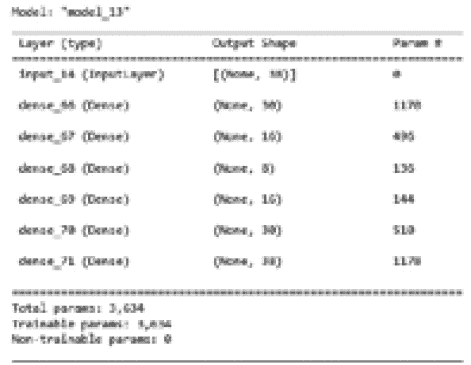 Model: "model_13"
Layer (type) Output Shape Param #
input_14 (InputLayer) [(None, 38)] 0
dense_66 (Dense) (None, 30) 1170
dense_67 (Dense) (None, 16) 496
dense_68 (Dense) (None, 8) 136
dense_69 (Dense) (None, 16) 144
dense_70 (Dense) (None, 30) 510
dense_71 (Dense) (None, 38) 1178
Total params: 3,634
Trainable params: 3,634
Non-trainable params: 0